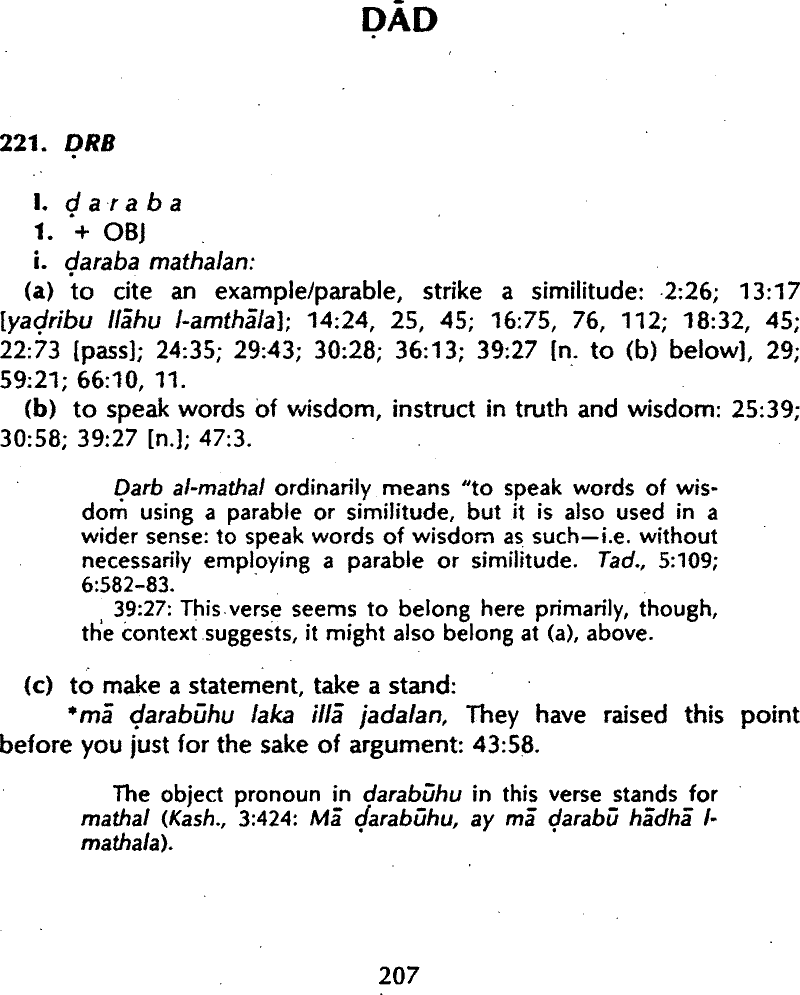 ḌĀD
221. ḌRB
I. ḍaraba
1. + OBJ
i. ḍaraba mathalan:
(a) to cite an example/parable, strike a similitude: 2:26; 13:17
[yaḍribu llāhu l-amthāla]; 14:24, 25, 45; 16:75, 76, 112; 18:32, 45;
22:73 [pass]; 24:35; 29:43; 30:28; 36:13; 39:27 [n. to (b) below], 29;
59:21; 66:10, 11.
(b) to speak words of wisdom, instruct in truth and wisdom: 25:39;
30:58; 39:27 [n.]; 47:3.
Ḍarb al-mathal ordinarily means "to speak words of wis-
dom using a parable or similitude, but it is also used in a
wider sense: to speak words of wisdom as such—i.e. without
necessarily employing a parable or similitude. Tad., 5:109;
6:582-83.
39:27: This verse seems to belong here primarily, though,
the context suggests, it might also belong at (a), above.
(c) to make a statement, take a stand:
*mā ḍarabūhu laka illā jadalan, They have raised this point
before you just for the sake of argument: 43:58.
The object pronoun in ḍarabūhu in this verse stands for
mathal (Kash., 3:424: Mā ḍarabūhu, ay mā ḍarabū hādhā l-
mathala).
207